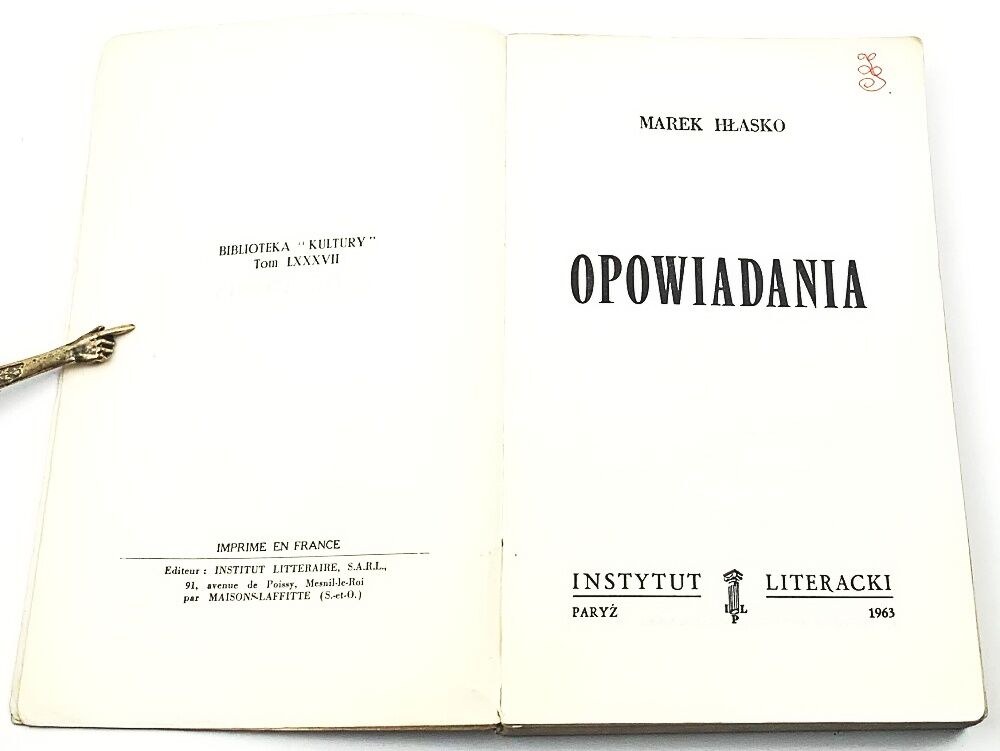 BIBLIOTEKA "KULTURY"
Tom LXXXVII
IMPRIME EN FRANCE
Editeur : INSTITUT LITTERAIRE, S.A.R.L.,
91, avenue de Poissy, Mesnil-le-Roi
par MAISONS-LAFFITTE (S.-et-O.)
MAREK HŁASKO
OPOWIADANIA
INSTYTUT LITERACKI
I L
P
PARYŻ 1963